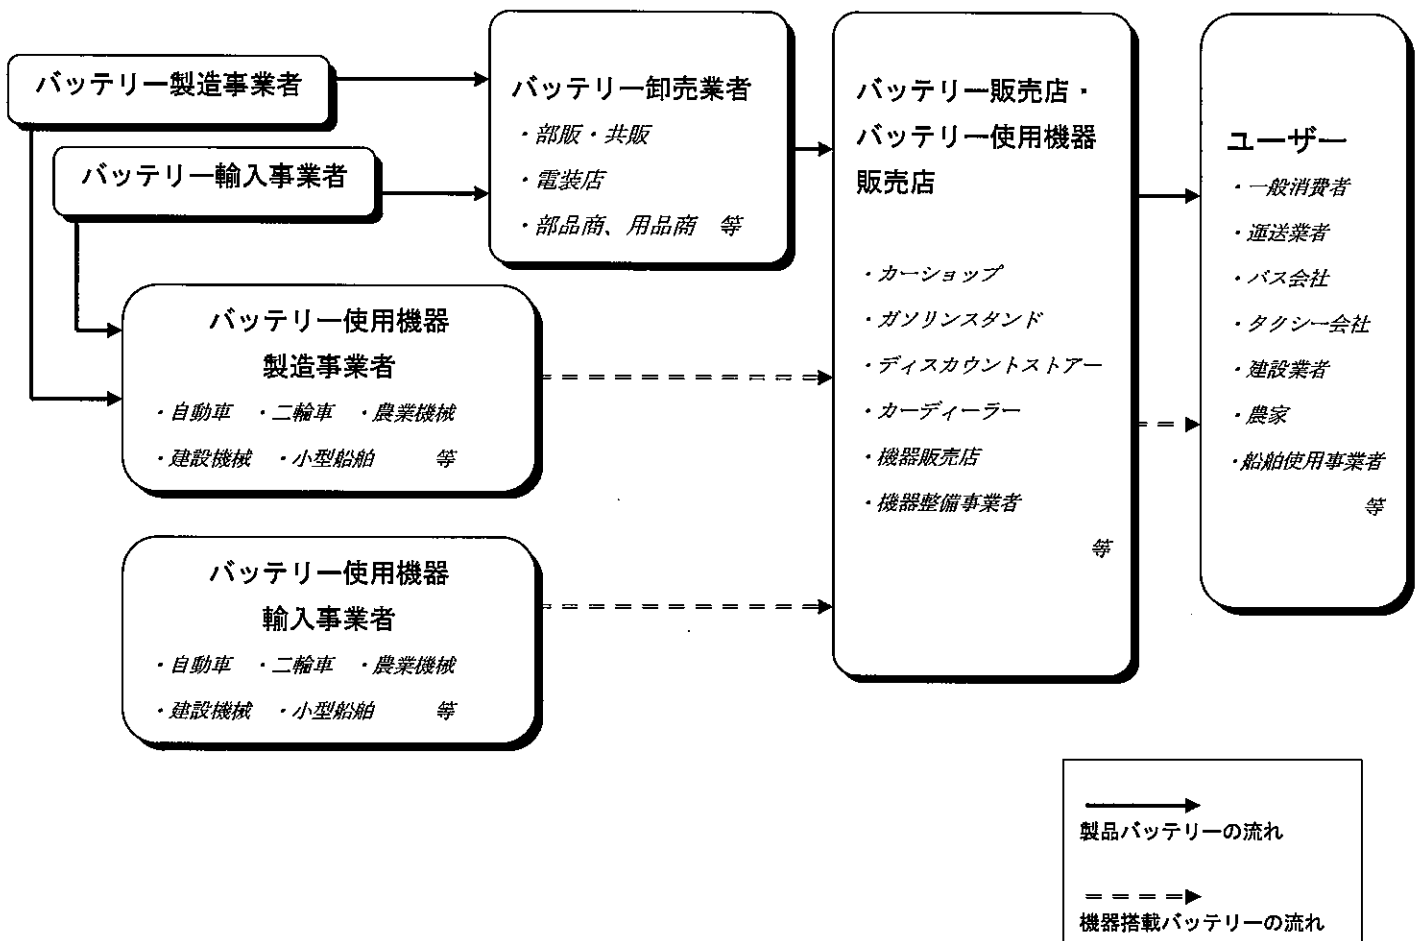 バッテリー製造事業者
バッテリー輸入事業者
バッテリー卸売業者
・部販・共販
・電装店
・部品商、用品商　等
バッテリー使用機器
製造事業者
・自動車　・二輪車　・農業機械
・建設機械　・小型船舶　　等
バッテリー使用機器
輸入事業者
・自動車　・二輪車　・農業機械
・建設機械　・小型船舶　　等
バッテリー販売店・
バッテリー使用機器
販売店
・カーショップ
・ガソリンスタンド
・ディスカウントストアー
・カーディーラー
・機器販売店
・機器整備事業者
等
ユーザー
・一般消費者
・運送業者
・バス会社
・タクシー会社
・建設業者
・農家
・船舶使用事業者
等
製品バッテリーの流れ
機器搭載バッテリーの流れ